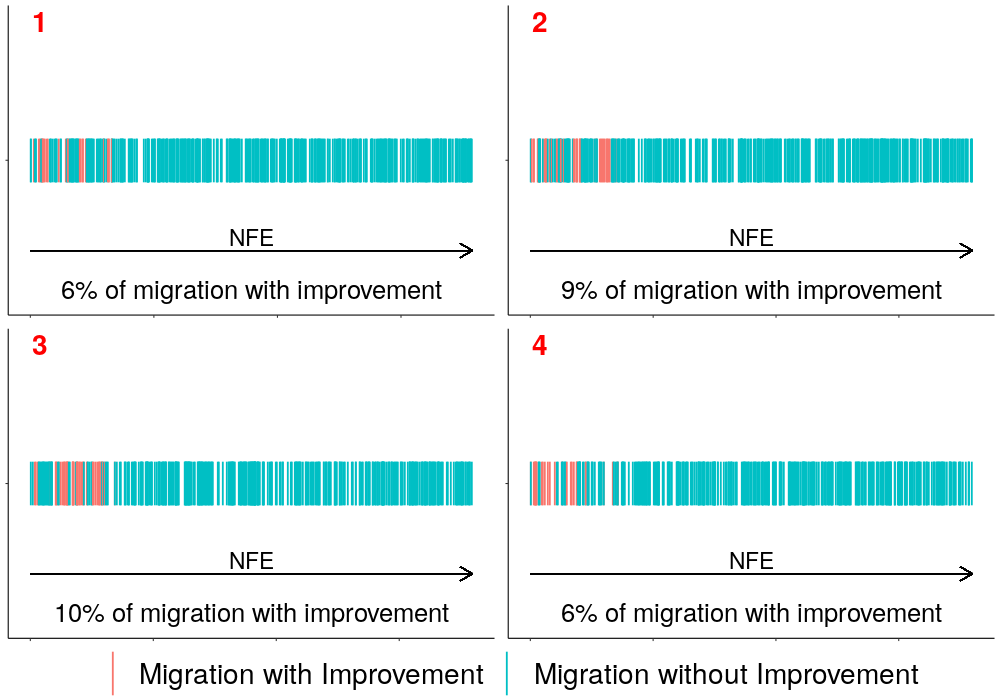 1
NFE
6% of migration with improvement
2
NFE
9% of migration with improvement
3
NFE
10% of migration with improvement
4
NFE
6% of migration with improvement
Migration with Improvement
Migration without Improvement